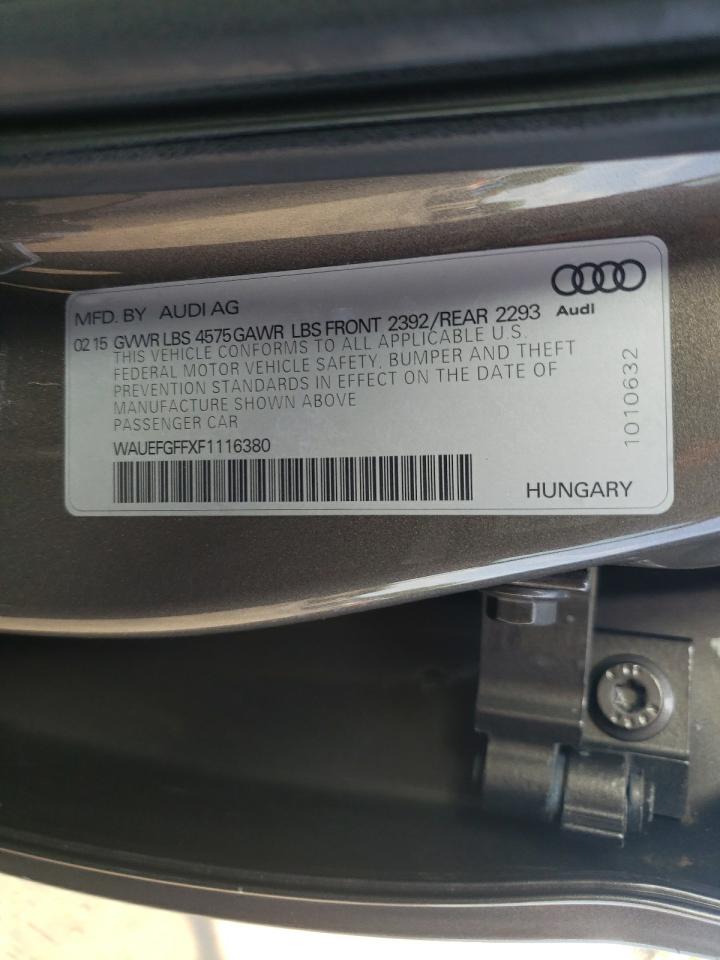 MFD. BY AUDI AG
Audi
02 15 GVWR LBS 4575 GAWR LBS FRONT 2392/REAR 2293
THIS VEHICLE CONFORMS TO ALL APPLICABLE U.S.
FEDERAL MOTOR VEHICLE SAFETY, BUMPER AND THEFT
PREVENTION STANDARDS IN EFFECT ON THE DATE OF
MANUFACTURE SHOWN ABOVE
PASSENGER CAR
1010632
WAUEFGFFXF1116380
HUNGARY